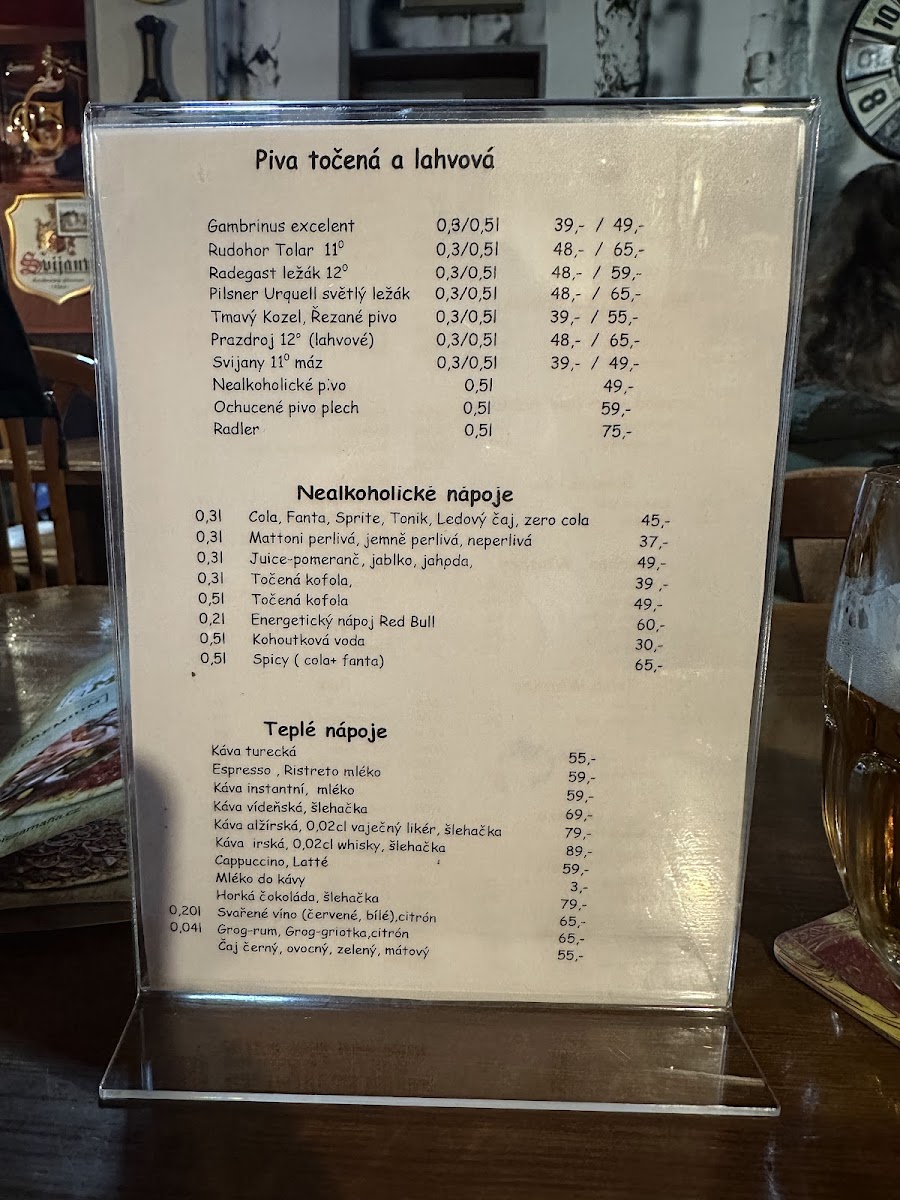 Piva točená a lahvová
Gambrinus excelent 0,3/0,5l 39,- / 49,-
Rudohor Tolar 11⁰ 0,3/0,5l 48,- / 65,-
Radegast ležák 12⁰ 0,3/0,5l 48,- / 59,-
Pilsner Urquell světlý ležák 0,3/0,5l 48,- / 65,-
Tmavý Kozel, Řezané pivo 0,3/0,5l 39,- / 55,-
Prazdroj 12° (lahvové) 0,3/0,5l 48,- / 65,-
Svijany 11⁰ máz 0,3/0,5l 39,- / 49,-
Nealkoholické pivo 0,5l 49,-
Ochucené pivo plech 0,5l 59,-
Radler 0,5l 75,-
Nealkoholické nápoje
0,3l Cola, Fanta, Sprite, Tonik, Ledový čaj, zero cola 45,-
0,3l Mattoni perlivá, jemně perlivá, neperlivá 37,-
0,3l Juice-pomeranč, jablko, jahoda, 49,-
0,3l Točená kofola, 39 ,-
0,5l Točená kofola 49,-
0,2l Energetický nápoj Red Bull 60,-
0,5l Kohoutková voda 30,-
0,5l Spicy ( cola+ fanta) 65,-
Teplé nápoje
Káva turecká 55,-
Espresso , Ristreto mléko 59,-
Káva instantní, mléko 59,-
Káva vídeňská, šlehačka 69,-
Káva alžírská, 0,02cl vaječný likér, šlehačka 79,-
Káva irská, 0,02cl whisky, šlehačka 89,-
Cappuccino, Latté 59,-
Mléko do kávy 3,-
Horká čokoláda, šlehačka 79,-
0,20l Svařené víno (červené, bílé),citrón 65,-
0,04l Grog-rum, Grog-griotka,citrón 65,-
Čaj černý, ovocný, zelený, mátový 55,-
10
8